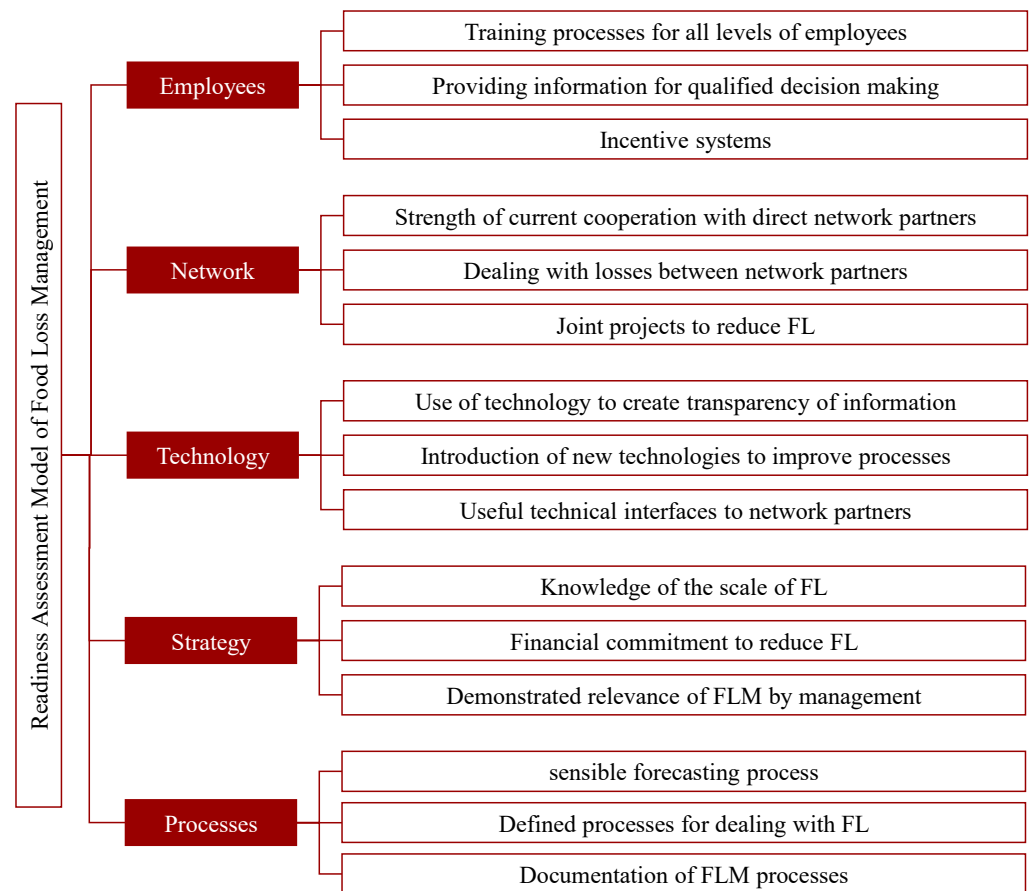 Readiness Assessment Model of Food Loss Management
Employees
Training processes for all levels of employees
Providing information for qualified decision making
Incentive systems
Network
Strength of current cooperation with direct network partners
Dealing with losses between network partners
Joint projects to reduce FL
Technology
Use of technology to create transparency of information
Introduction of new technologies to improve processes
Useful technical interfaces to network partners
Strategy
Knowledge of the scale of FL
Financial commitment to reduce FL
Demonstrated relevance of FLM by management
Processes
sensible forecasting process
Defined processes for dealing with FL
Documentation of FLM processes